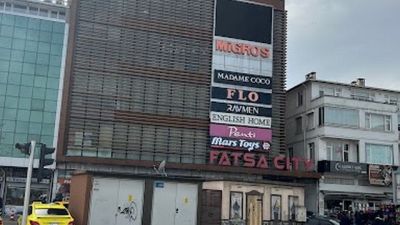 MiGROS
MADAME COCO
FLO
RAVMEN
ENGLISH HOME
Penti
Mars Toys
FATSA CITY